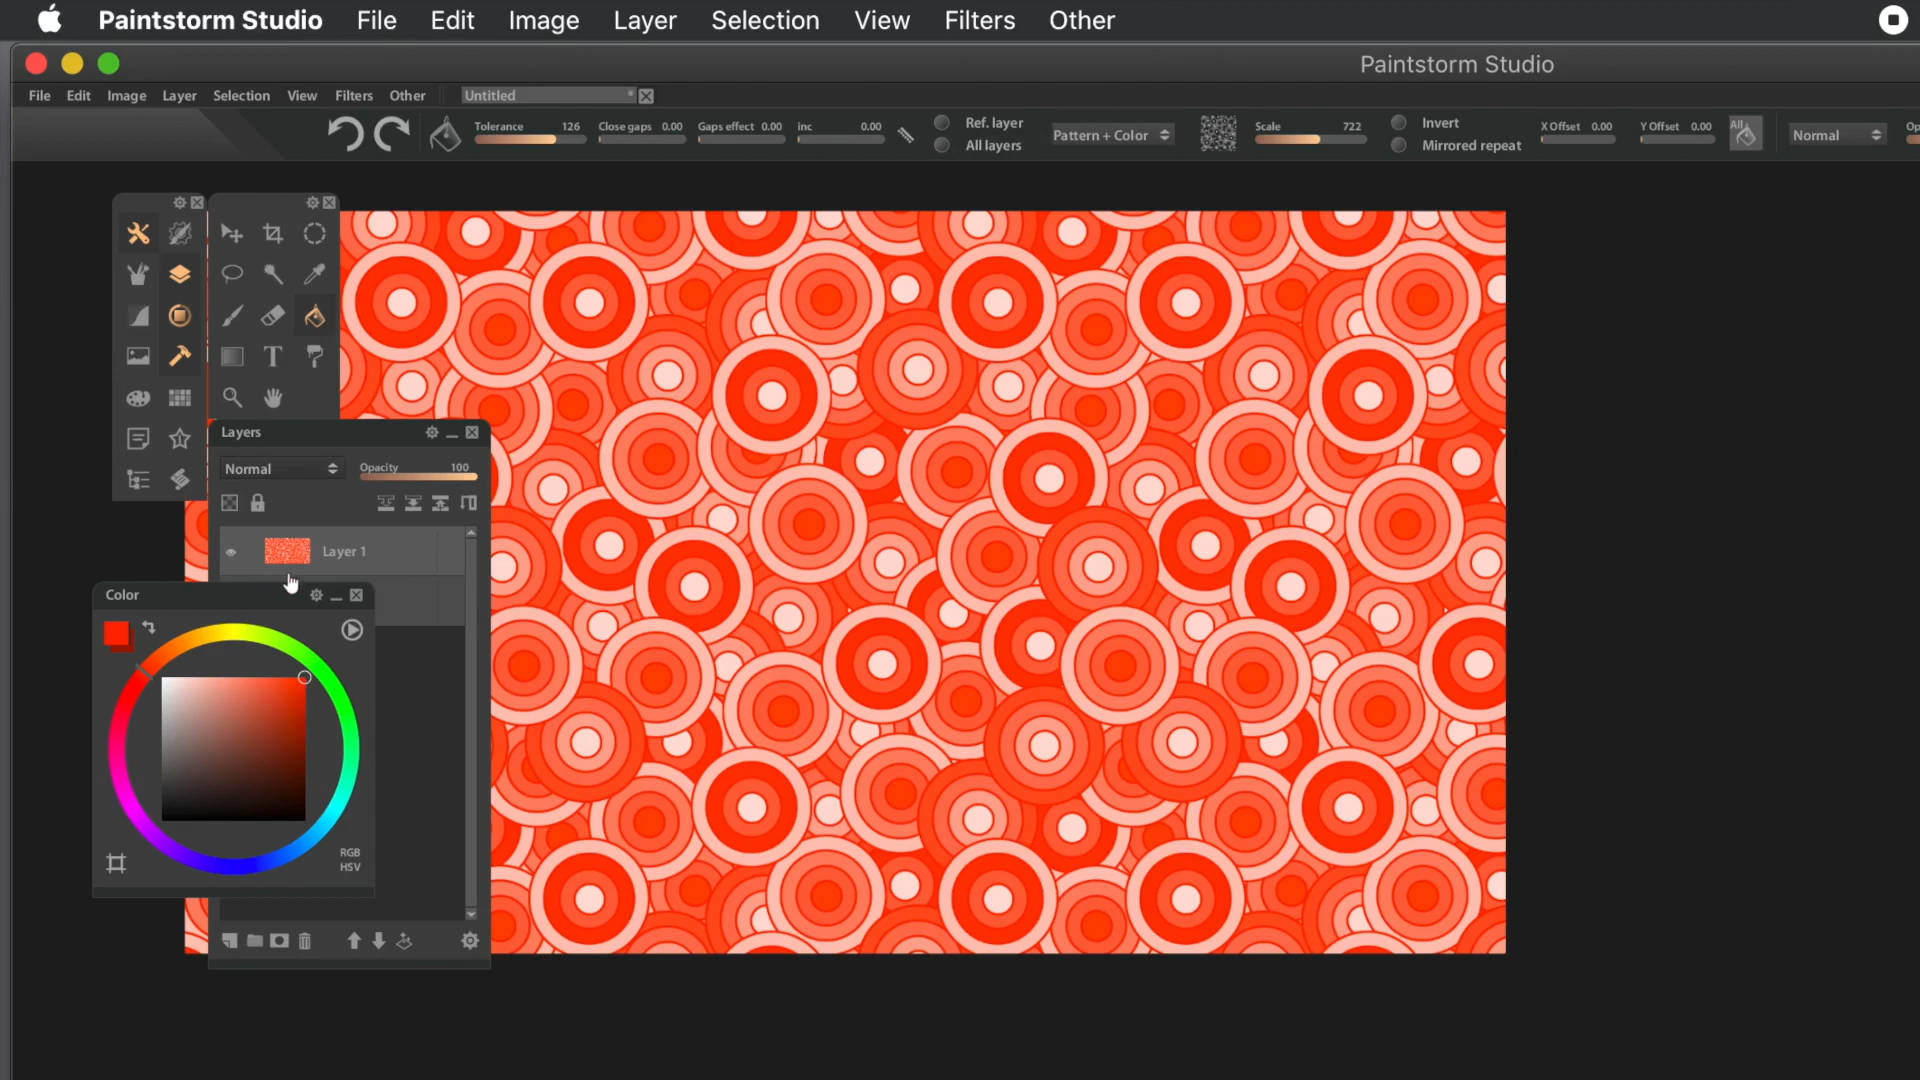 Paintstorm Studio File Edit Image Layer Selection View Filters Other
Paintstorm Studio
File Edit Image Layer Selection View Filters Other Untitled *
Tolerance 126 Close gaps 0.00 Gaps effect 0.00 inc 0.00 Ref. layer Pattern + Color Scale 722 Invert X Offset 0.00 Y Offset 0.00 All Normal Op
All layers Mirrored repeat
Layers
Normal Opacity 100
Layer 1
Color
RGB
HSV